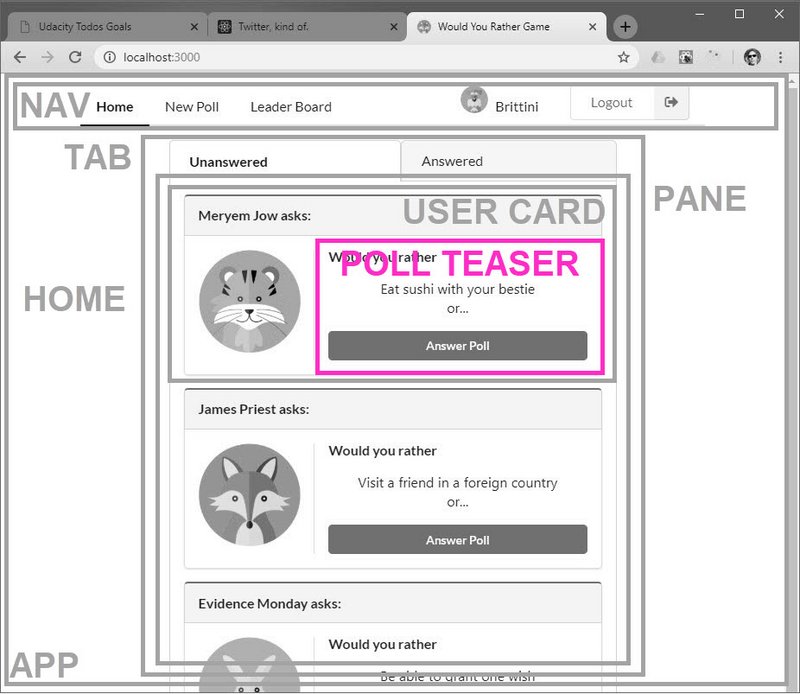 Udacity Todos Goals
Twitter, kind of.
Would You Rather Game
localhost:3000
NAV
Home
New Poll
Leader Board
Brittini
Logout
TAB
Unanswered
Answered
PANE
Meryem Jow asks:
USER CARD
Would you rather
POLL TEASER
Eat sushi with your bestie
or...
Answer Poll
HOME
James Priest asks:
Would you rather
Visit a friend in a foreign country
or...
Answer Poll
Evidence Monday asks:
Would you rather
Be able to grant one wish
APP